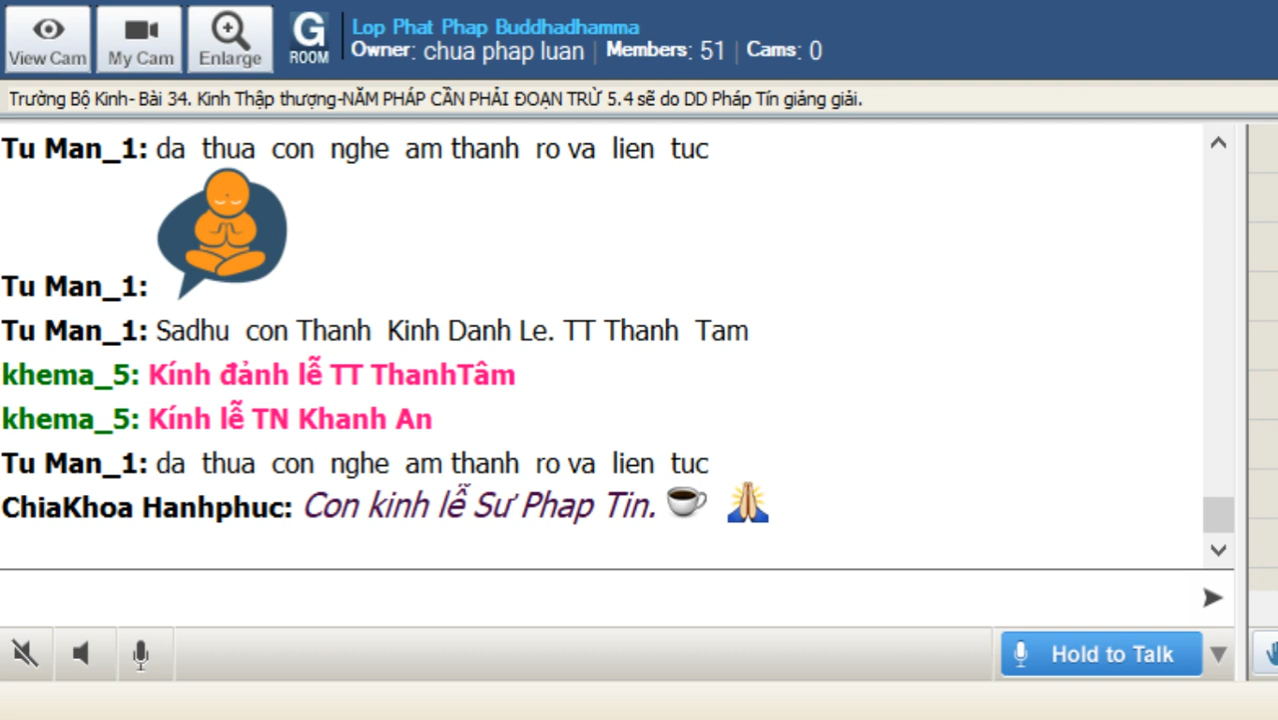 View Cam
My Cam
Enlarge
G
ROOM
Lop Phat Phap Buddhadhamma
Owner: chua phap luan | Members: 51 | Cams: 0
Trường Bộ Kinh- Bài 34. Kinh Thập thượng-NĂM PHÁP CẦN PHẢI ĐOẠN TRỪ 5.4 sẽ do DD Pháp Tín giảng giải.
Tu Man_1: da thua con nghe am thanh ro va lien tuc
Tu Man_1:
Tu Man_1: Sadhu con Thanh Kinh Danh Le. TT Thanh Tam
khema_5: Kính đảnh lễ TT ThanhTâm
khema_5: Kính lễ TN Khanh An
Tu Man_1: da thua con nghe am thanh ro va lien tuc
ChiaKhoa Hanhphuc: Con kinh lễ Sư Phap Tin.
Hold to Talk